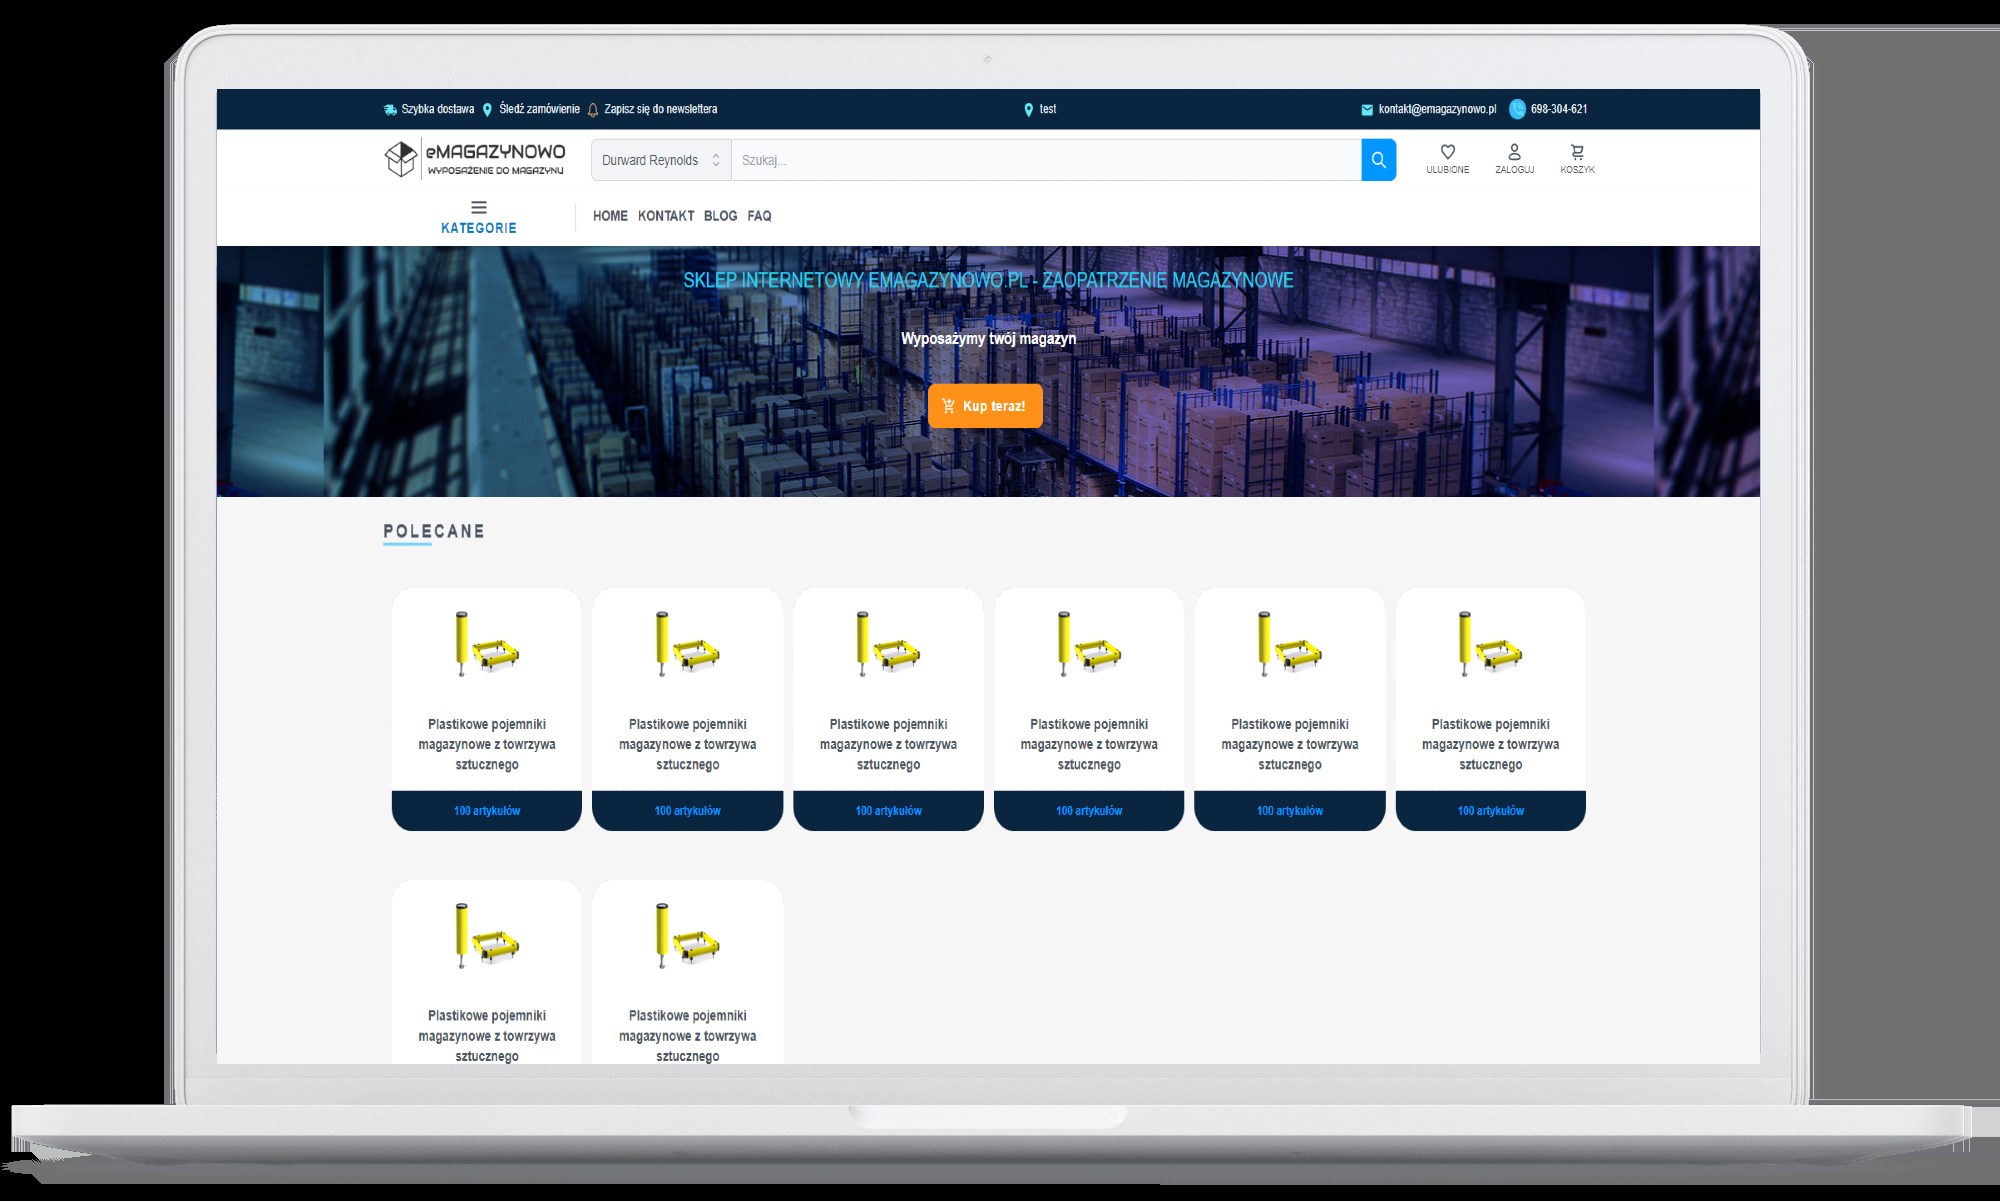 Szybka dostawa Śledź zamówienie Zapisz się do newslettera test kontakt@emagazynowo.pl 698-304-621
eMAGAZYNOWO
WYPOSAŻENIE DO MAGAZYNU
Durward Reynolds Szukaj...
ULUBIONE ZALOGUJ KOSZYK
KATEGORIE
HOME KONTAKT BLOG FAQ
SKLEP INTERNETOWY EMAGAZYNOWO.PL - ZAOPATRZENIE MAGAZYNOWE
Wyposażymy twój magazyn
Kup teraz!
POLECANE
Plastikowe pojemniki
magazynowe z towrzywa
sztucznego
100 artykułów
Plastikowe pojemniki
magazynowe z towrzywa
sztucznego
100 artykułów
Plastikowe pojemniki
magazynowe z towrzywa
sztucznego
100 artykułów
Plastikowe pojemniki
magazynowe z towrzywa
sztucznego
100 artykułów
Plastikowe pojemniki
magazynowe z towrzywa
sztucznego
100 artykułów
Plastikowe pojemniki
magazynowe z towrzywa
sztucznego
100 artykułów
Plastikowe pojemniki
magazynowe z towrzywa
sztucznego
Plastikowe pojemniki
magazynowe z towrzywa
sztucznego